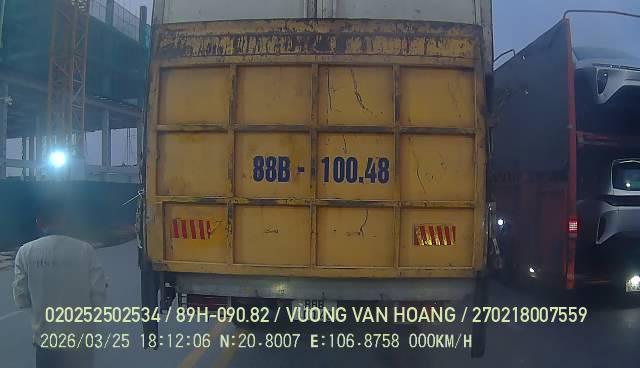 88B - 100.48
020252502534 / 89H-090.82 / VƯƠNG VAN HOANG / 270218007559
2026/03/25 18:12:06 N:20.8007 E:106.8758 000KM/H